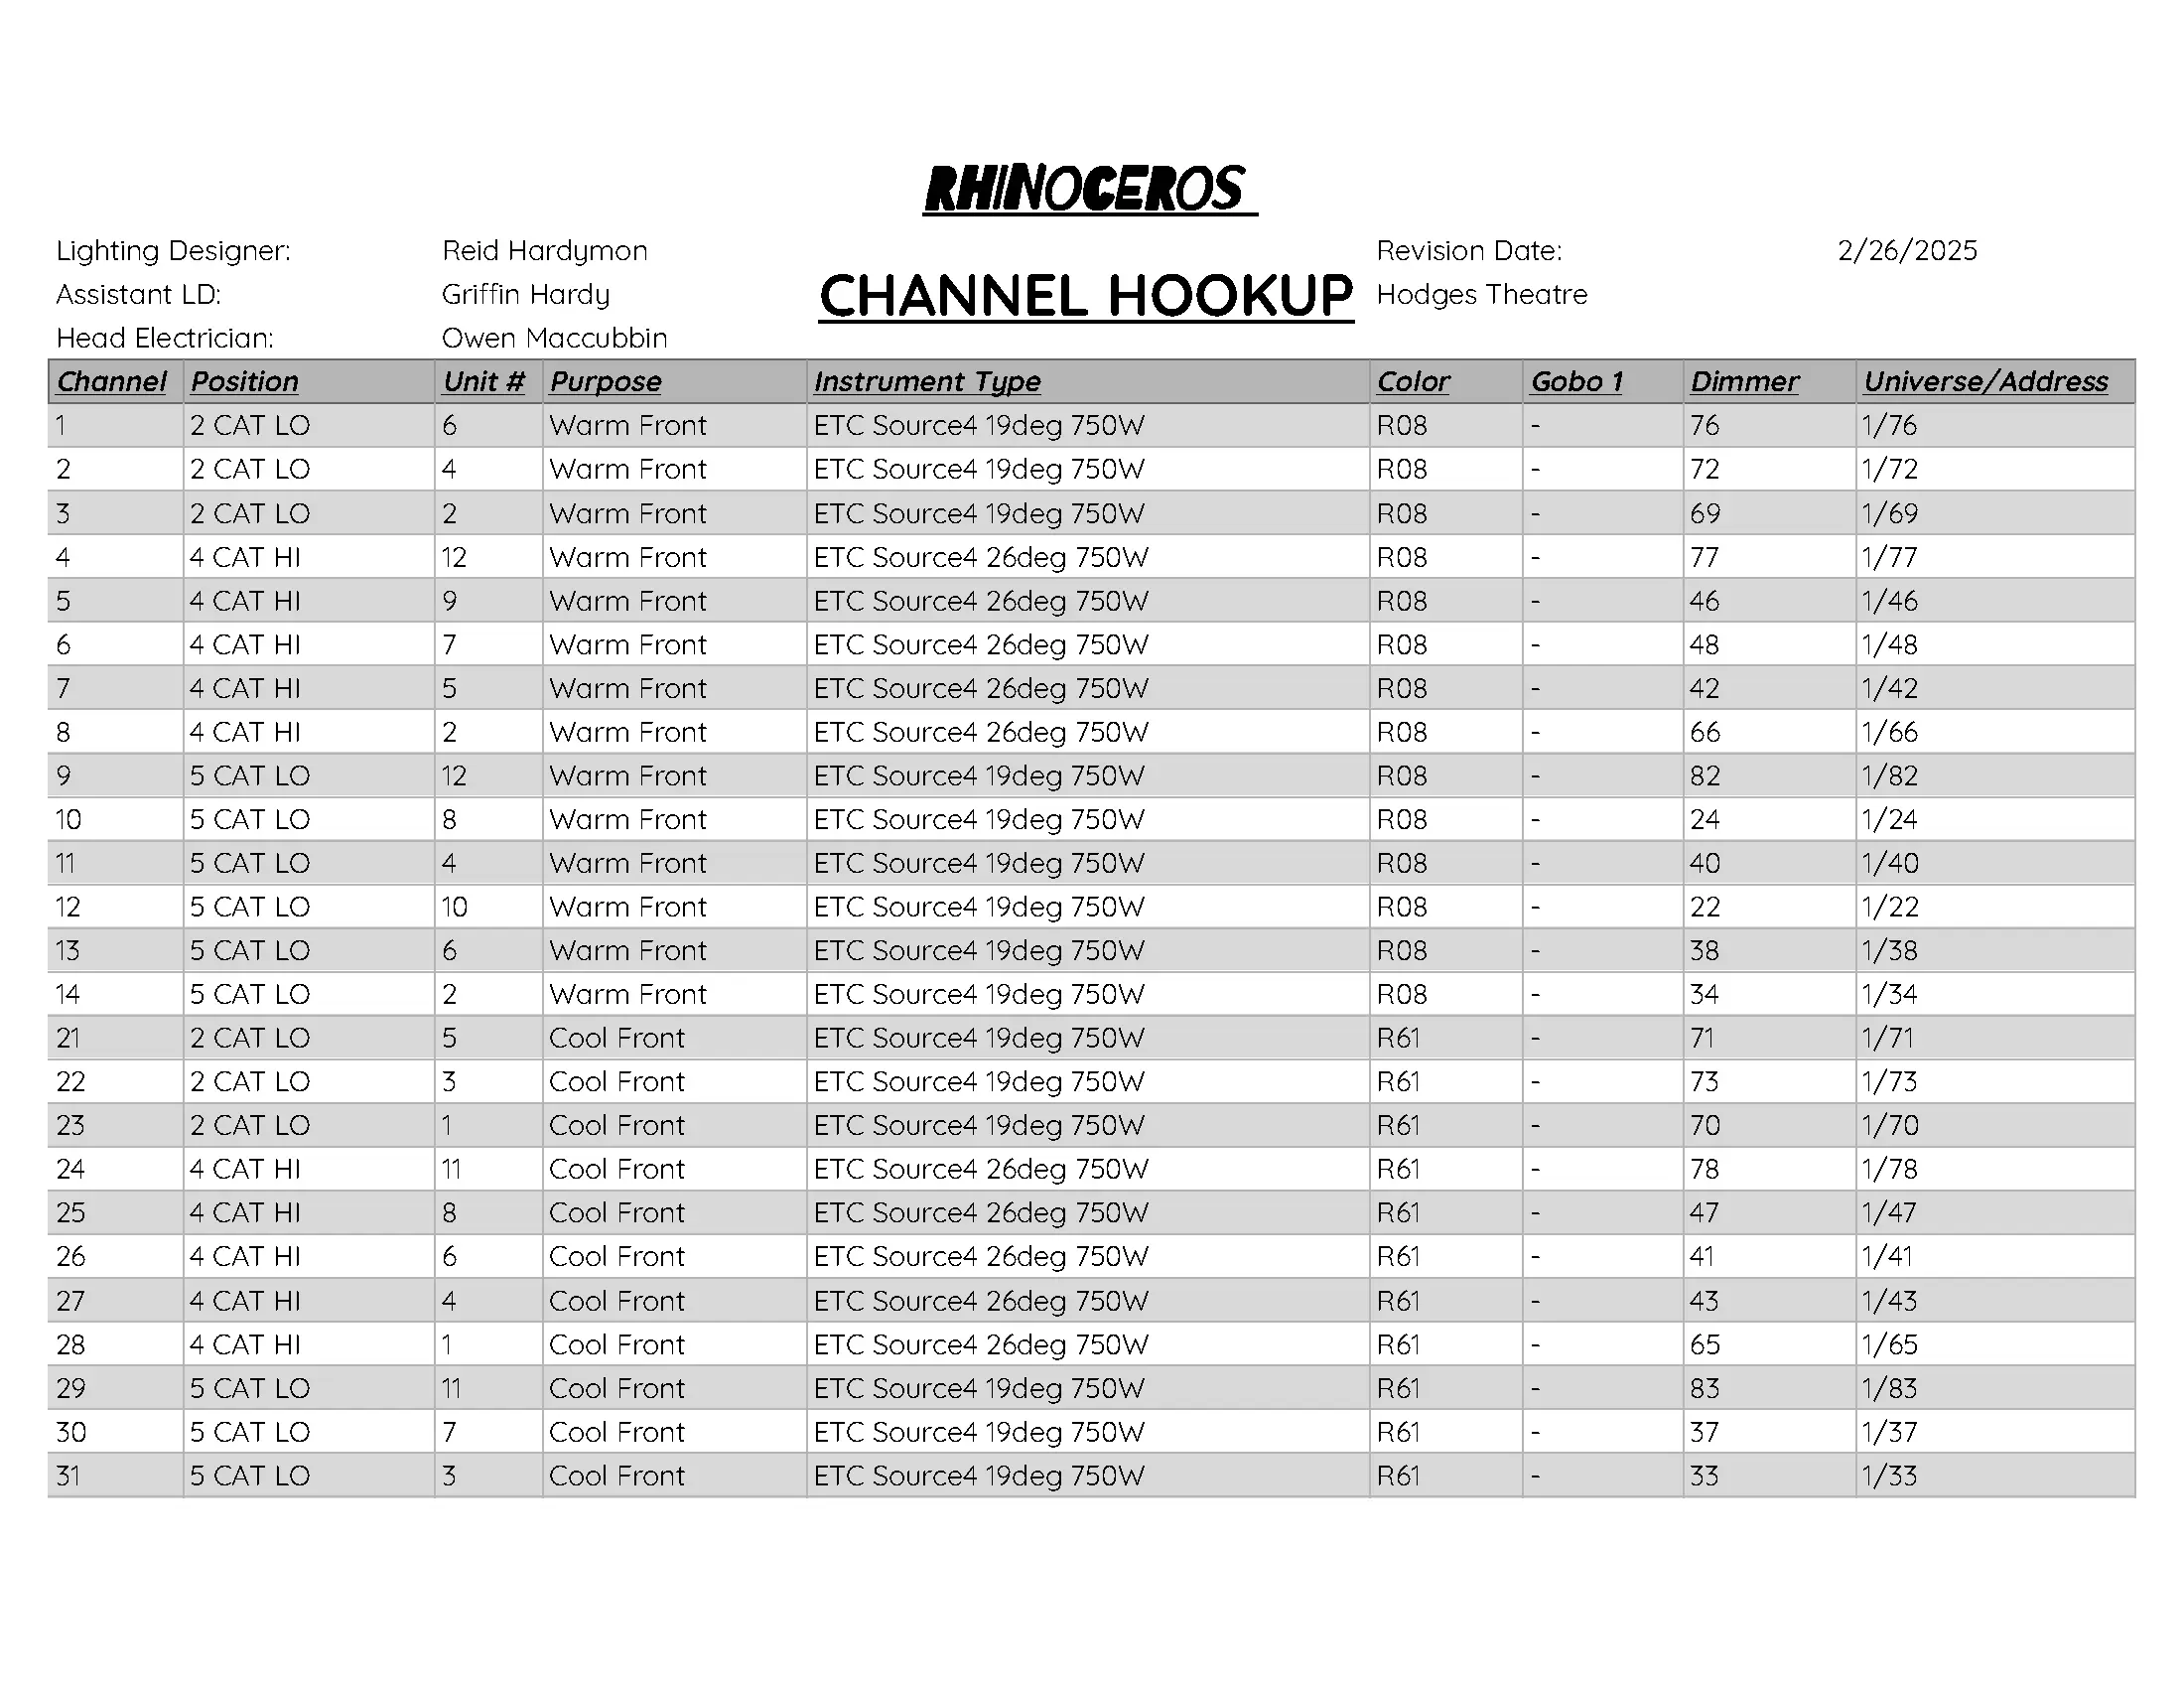 RHINOCEROS
Lighting Designer: Reid Hardymon Revision Date: 2/26/2025
Assistant LD: Griffin Hardy CHANNEL HOOKUP Hodges Theatre
Head Electrician: Owen Maccubbin
Channel Position Unit # Purpose Instrument Type Color Gobo 1 Dimmer Universe/Address
1 2 CAT LO 6 Warm Front ETC Source4 19deg 750W R08 - 76 1/76
2 2 CAT LO 4 Warm Front ETC Source4 19deg 750W R08 - 72 1/72
3 2 CAT LO 2 Warm Front ETC Source4 19deg 750W R08 - 69 1/69
4 4 CAT HI 12 Warm Front ETC Source4 26deg 750W R08 - 77 1/77
5 4 CAT HI 9 Warm Front ETC Source4 26deg 750W R08 - 46 1/46
6 4 CAT HI 7 Warm Front ETC Source4 26deg 750W R08 - 48 1/48
7 4 CAT HI 5 Warm Front ETC Source4 26deg 750W R08 - 42 1/42
8 4 CAT HI 2 Warm Front ETC Source4 26deg 750W R08 - 66 1/66
9 5 CAT LO 12 Warm Front ETC Source4 19deg 750W R08 - 82 1/82
10 5 CAT LO 8 Warm Front ETC Source4 19deg 750W R08 - 24 1/24
11 5 CAT LO 4 Warm Front ETC Source4 19deg 750W R08 - 40 1/40
12 5 CAT LO 10 Warm Front ETC Source4 19deg 750W R08 - 22 1/22
13 5 CAT LO 6 Warm Front ETC Source4 19deg 750W R08 - 38 1/38
14 5 CAT LO 2 Warm Front ETC Source4 19deg 750W R08 - 34 1/34
21 2 CAT LO 5 Cool Front ETC Source4 19deg 750W R61 - 71 1/71
22 2 CAT LO 3 Cool Front ETC Source4 19deg 750W R61 - 73 1/73
23 2 CAT LO 1 Cool Front ETC Source4 19deg 750W R61 - 70 1/70
24 4 CAT HI 11 Cool Front ETC Source4 26deg 750W R61 - 78 1/78
25 4 CAT HI 8 Cool Front ETC Source4 26deg 750W R61 - 47 1/47
26 4 CAT HI 6 Cool Front ETC Source4 26deg 750W R61 - 41 1/41
27 4 CAT HI 4 Cool Front ETC Source4 26deg 750W R61 - 43 1/43
28 4 CAT HI 1 Cool Front ETC Source4 26deg 750W R61 - 65 1/65
29 5 CAT LO 11 Cool Front ETC Source4 19deg 750W R61 - 83 1/83
30 5 CAT LO 7 Cool Front ETC Source4 19deg 750W R61 - 37 1/37
31 5 CAT LO 3 Cool Front ETC Source4 19deg 750W R61 - 33 1/33